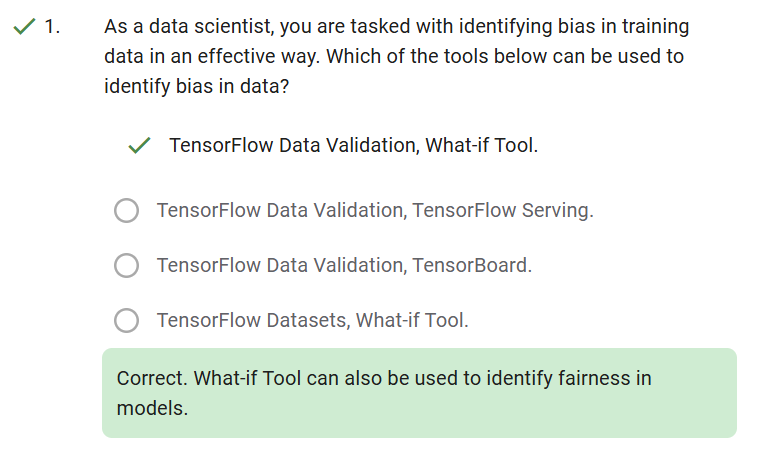 1. As a data scientist, you are tasked with identifying bias in training
data in an effective way. Which of the tools below can be used to
identify bias in data?
TensorFlow Data Validation, What-if Tool.
TensorFlow Data Validation, TensorFlow Serving.
TensorFlow Data Validation, TensorBoard.
TensorFlow Datasets, What-if Tool.
Correct. What-if Tool can also be used to identify fairness in
models.